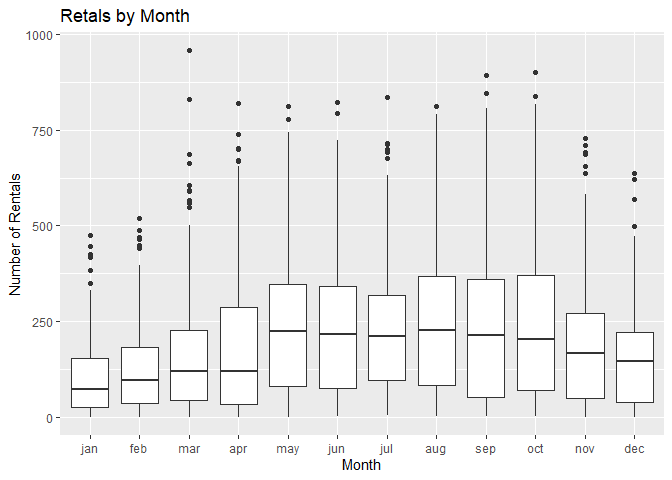 Retals by Month
1000
750
500
250
0
Number of Rentals
jan feb mar apr may jun jul aug sep oct nov dec
Month